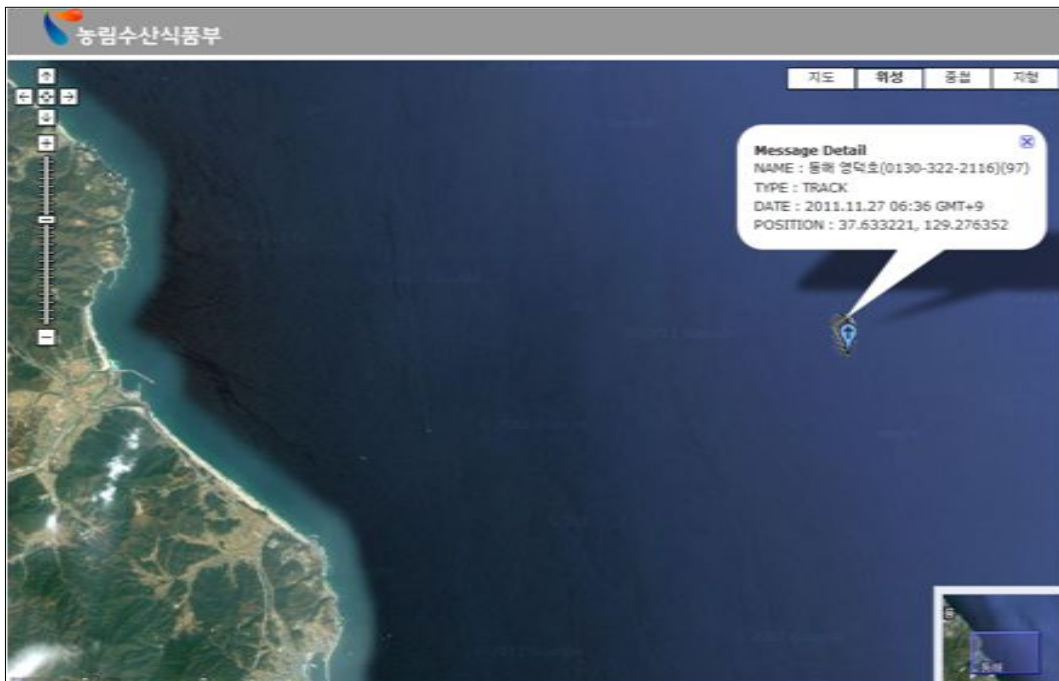 농림수산식품부
지도 위성 중첩 지형
Message Detail
NAME : 동해 영덕호(0130-322-2116)(97)
TYPE : TRACK
DATE : 2011.11.27 06:36 GMT+9
POSITION : 37.633221, 129.276352
동해